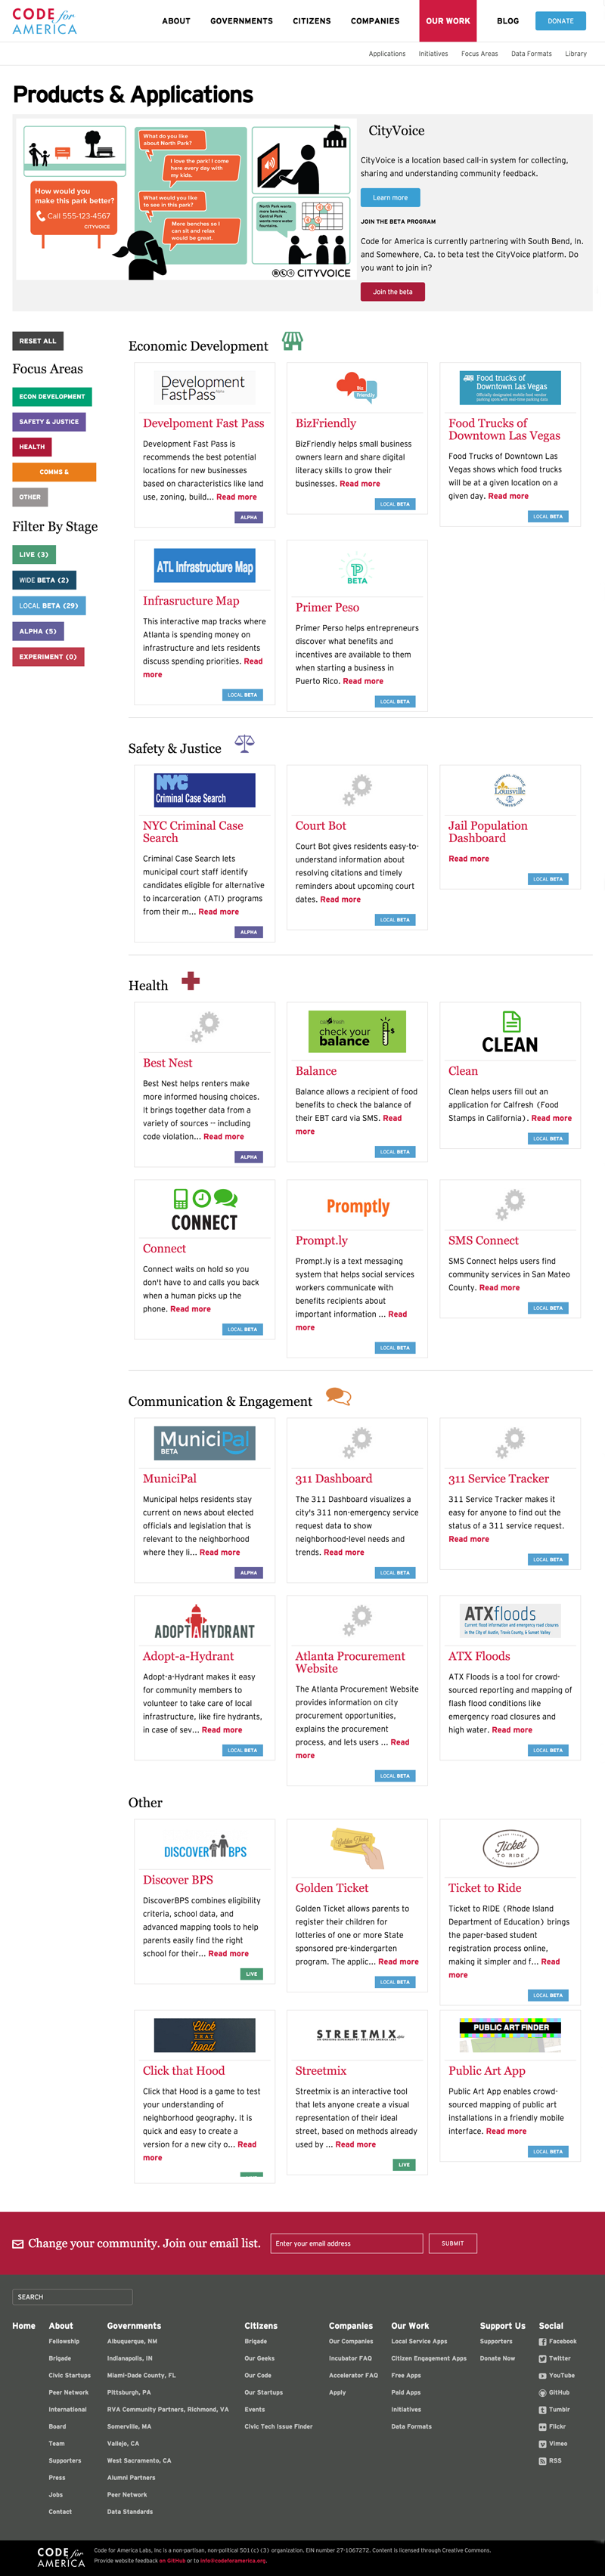 CODE for
AMERICA
ABOUT GOVERNMENTS CITIZENS COMPANIES OUR WORK BLOG DONATE
Applications Initiatives Focus Areas Data Formats Library
Products & Applications
How would you
make this park better?
Call 555-123-4567
CITYVOICE
What do you like
about North Park?
I love the park! I come
here every day with
my kids.
What would you like
to see in this park?
More benches so I
can sit and relax
would be great.
North Park
wants
more benches,
Central Park
wants more
water
fountains.
CITYVOICE
CityVoice
CityVoice is a location based call-in system for collecting,
sharing and understanding community feedback.
Learn more
JOIN THE BETA PROGRAM
Code for America is currently partnering with South Bend, In.
and Somewhere, Ca. to beta test the CityVoice platform. Do
you want to join in?
Join the beta
RESET ALL
Focus Areas
ECON DEVELOPMENT
SAFETY & JUSTICE
HEALTH
COMMS &
OTHER
Filter By Stage
LIVE (3)
WIDE BETA (2)
LOCAL BETA (29)
ALPHA (5)
EXPERIMENT (0)
Economic Development
Development
FastPass
Develpoment Fast Pass
Development Fast Pass is
recommends the best potential
locations for new businesses
based on characteristics like land
use, zoning, build... Read more
ALPHA
Biz
Friendly
BizFriendly
BizFriendly helps small business
owners learn and share digital
literacy skills to grow their
businesses. Read more
LOCAL BETA
Food trucks of
Downtown Las Vegas
Food Trucks of
Downtown Las Vegas
Food Trucks of Downtown Las
Vegas shows which food trucks
will be at a given location on a
given day. Read more
LOCAL BETA
ATL Infrastructure Map
Infrasructure Map
This interactive map tracks where
Atlanta is spending money on
infrastructure and lets residents
discuss spending priorities. Read
more
LOCAL BETA
BETA
Primer Peso
Primer Perso helps entrepreneurs
discover what benefits and
incentives are available to them
when starting a business in
Puerto Rico. Read more
LOCAL BETA
Safety & Justice
NYC
Criminal Case Search
NYC Criminal Case
Search
Criminal Case Search lets
municipal court staff identify
candidates eligible for alternative
to incarceration (ATI) programs
from their m... Read more
ALPHA
Court Bot
Court Bot gives residents easy-to-
understand information about
resolving citations and timely
reminders about upcoming court
dates. Read more
LOCAL BETA
CRIMINAL JUSTICE
Louisville
COMMISSION
Jail Population
Dashboard
Read more
LOCAL BETA
Health
Best Nest
Best Nest helps renters make
more informed housing choices.
It brings together data from a
variety of sources -- including
code violation... Read more
ALPHA
check your
balance
Balance
Balance allows a recipient of food
benefits to check the balance of
their EBT card via SMS. Read
more
LOCAL BETA
CLEAN
Clean
Clean helps users fill out an
application for Calfresh (Food
Stamps in California). Read more
LOCAL BETA
CONNECT
Connect
Connect waits on hold so you
don't have to and calls you back
when a human picks up the
phone. Read more
LOCAL BETA
Promptly
Prompt.ly
Prompt.ly is a text messaging
system that helps social services
workers communicate with
benefits recipients about
important information ... Read
more
LOCAL BETA
SMS Connect
SMS Connect helps users find
community services in San Mateo
County. Read more
LOCAL BETA
Communication & Engagement
MuniciPal
BETA
MuniciPal
Municipal helps residents stay
current on news about elected
officials and legislation that is
relevant to the neighborhood
where they li... Read more
ALPHA
311 Dashboard
The 311 Dashboard visualizes a
city's 311 non-emergency service
request data to show
neighborhood-level needs and
trends. Read more
LOCAL BETA
311 Service Tracker
311 Service Tracker makes it
easy for anyone to find out the
status of a 311 service request.
Read more
LOCAL BETA
ADOPT A HYDRANT
Adopt-a-Hydrant
Adopt-a-Hydrant makes it easy
for community members to
volunteer to take care of local
infrastructure, like fire hydrants,
in case of sev... Read more
LOCAL BETA
Atlanta Procurement
Website
The Atlanta Procurement Website
provides information on city
procurement opportunities,
explains the procurement
process, and lets users ... Read
more
LOCAL BETA
ATXfloods
Current flood information and emergency road closures
in the City of Austin, Travis County, & Sunset Valley
ATX Floods
ATX Floods is a tool for crowd-
sourced reporting and mapping of
flash flood conditions like
emergency road closures and
high water. Read more
LOCAL BETA
Other
DISCOVER BPS
Discover BPS
DiscoverBPS combines eligibility
criteria, school data, and
advanced mapping tools to help
parents easily find the right
school for their... Read more
LIVE
Golden Ticket
Golden Ticket
Golden Ticket allows parents to
register their children for
lotteries of one or more State
sponsored pre-kindergarten
program. The applic... Read more
LOCAL BETA
Ticket
TO RIDE
Ticket to Ride
Ticket to RIDE (Rhode Island
Department of Education) brings
the paper-based student
registration process online,
making it simpler and f... Read
more
LOCAL BETA
Click
THAT
hood
Click that Hood
Click that Hood is a game to test
your understanding of
neighborhood geography. It is
quick and easy to create a
version for a new city o... Read
more
STREETMIX
Streetmix
Streetmix is an interactive tool
that lets anyone create a visual
representation of their ideal
street, based on methods already
used by ... Read more
LIVE
PUBLIC ART FINDER
Public Art App
Public Art App enables crowd-
sourced mapping of public art
installations in a friendly mobile
interface. Read more
LOCAL BETA
Change your community. Join our email list. Enter your email address SUBMIT
SEARCH
Home
About
Fellowship
Brigade
Civic Startups
Peer Network
International
Board
Team
Supporters
Press
Jobs
Contact
Governments
Albuquerque, NM
Indianapolis, IN
Miami-Dade County, FL
Pittsburgh, PA
RVA Community Partners, Richmond, VA
Somerville, MA
Vallejo, CA
West Sacramento, CA
Alumni Partners
Peer Network
Data Standards
Citizens
Brigade
Our Geeks
Our Code
Our Startups
Events
Civic Tech Issue Finder
Companies
Our Companies
Incubator FAQ
Accelerator FAQ
Apply
Our Work
Local Service Apps
Citizen Engagement Apps
Free Apps
Paid Apps
Initiatives
Data Formats
Support Us
Supporters
Donate Now
Social
Facebook
Twitter
YouTube
GitHub
Tumblr
Flickr
Vimeo
RSS
CODE for
AMERICA
Code for America Labs, Inc is a non-partisan, non-political 501(c)(3) organization. EIN number 27-1067272. Content is licensed through Creative Commons.
Provide website feedback on GitHub or to info@codeforamerica.org.